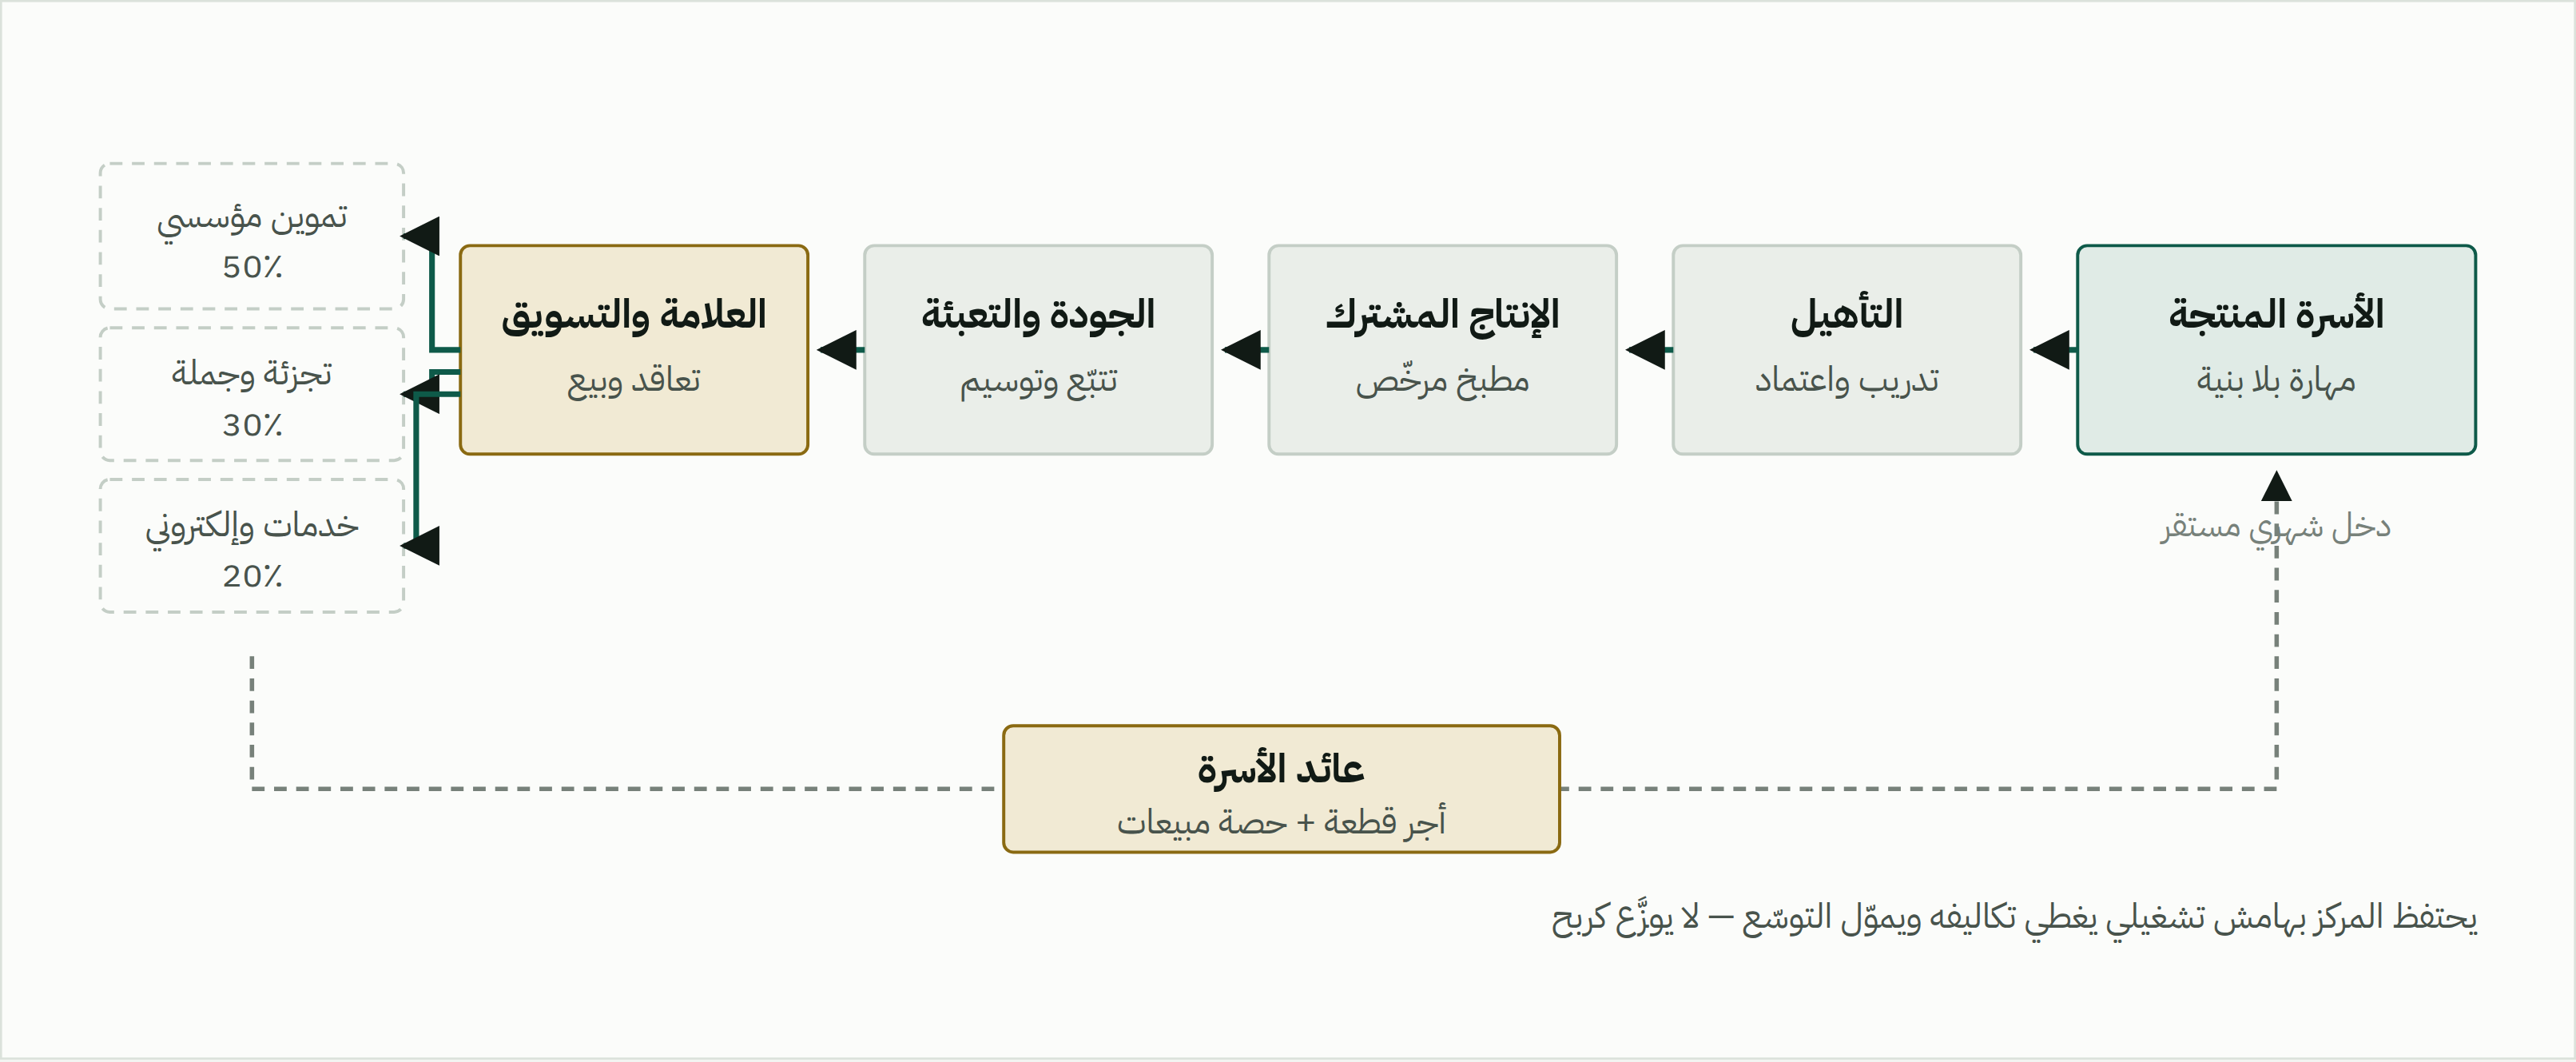 الأسرة المنتجة
مهارة بلا بنية
التأهيل
تدريب واعتماد
الإنتاج المشترك
مطبخ مرخّص
الجودة والتعبئة
تتبّع وتوسيم
العلامة والتسويق
تعاقد وبيع
تموين مؤسسي
50٪
تجزئة وجملة
30٪
خدمات وإلكتروني
20٪
دخل شهري مستقر
عائد الأسرة
أجر قطعة + حصة مبيعات
يحتفظ المركز بهامش تشغيلي يغطي تكاليفه ويموّل التوسّع — لا يوزَّع كربح